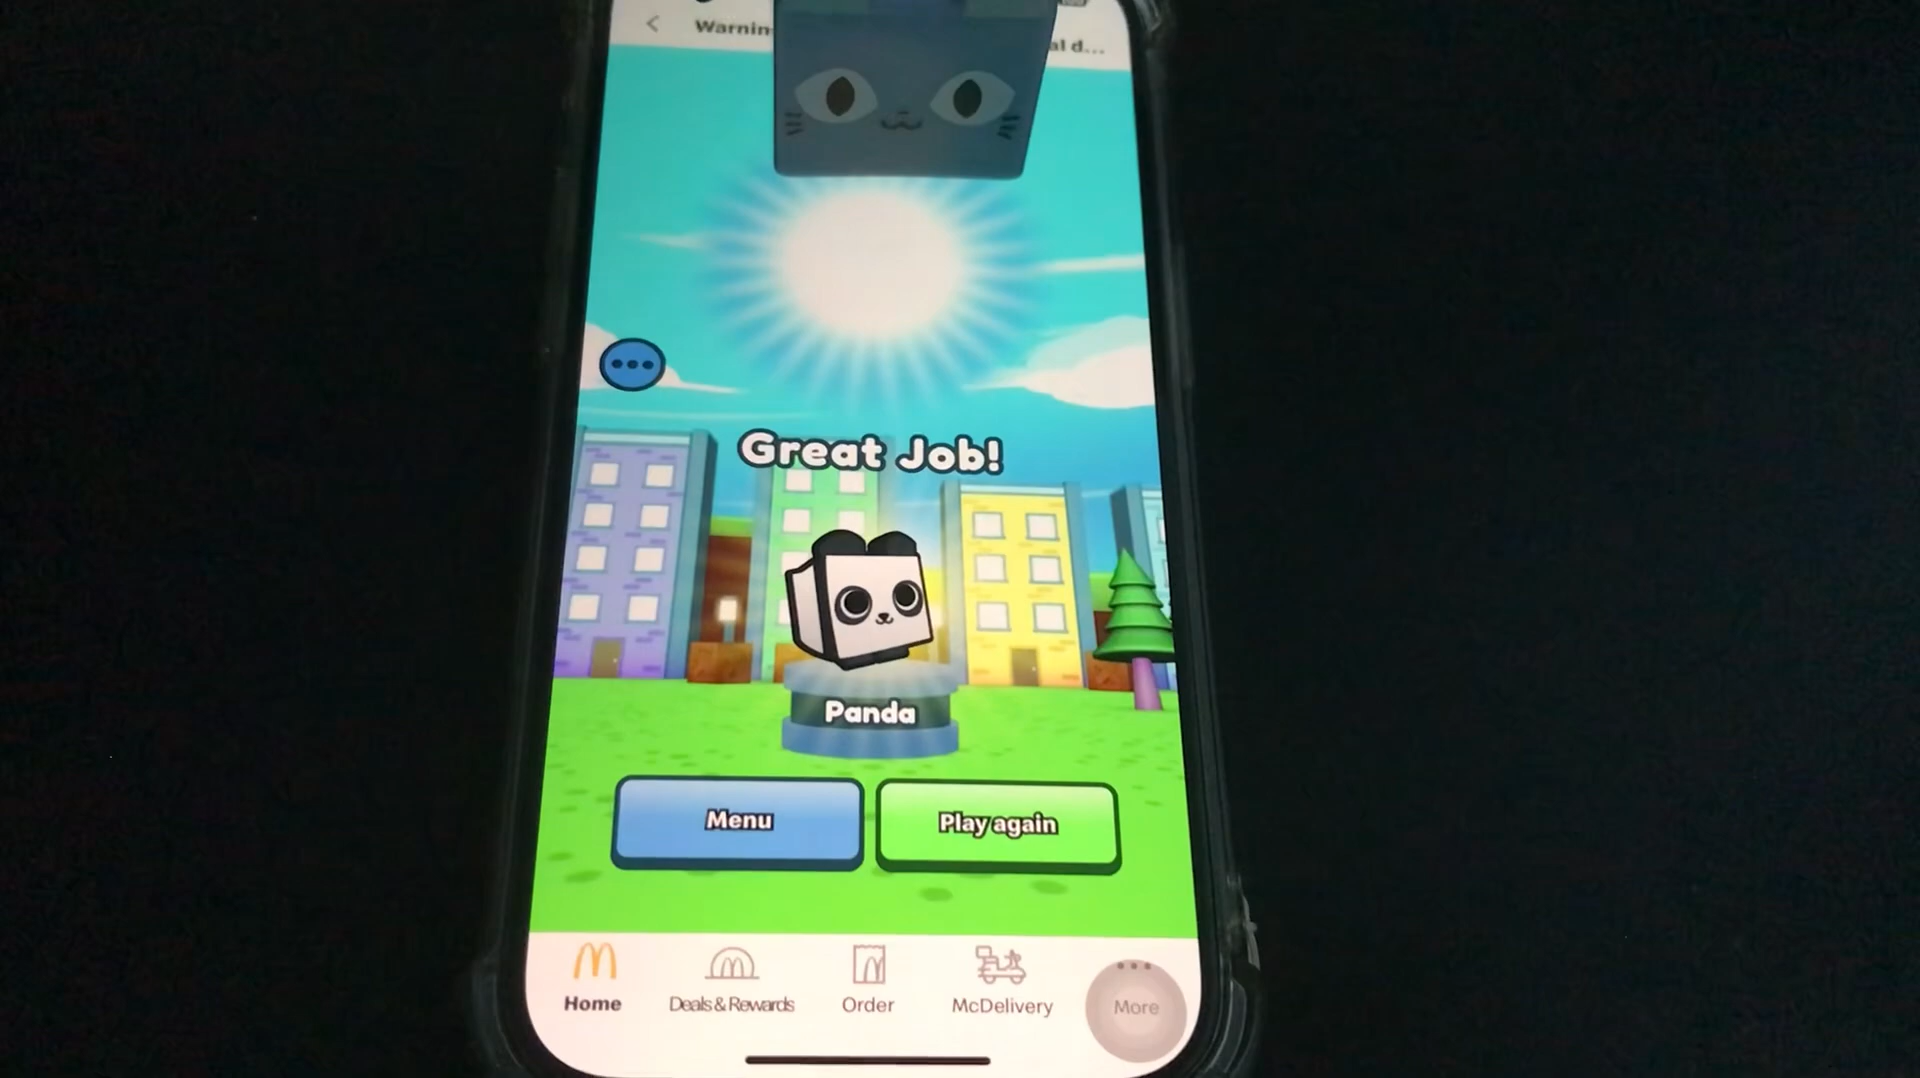 Great Job!
Panda
Menu
Play again
Home
Deals & Rewards
Order
McDelivery
More